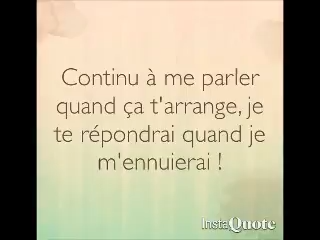 Continu à me parler
quand ça t'arrange, je
te répondrai quand je
m'ennuierai !
InstaQuote